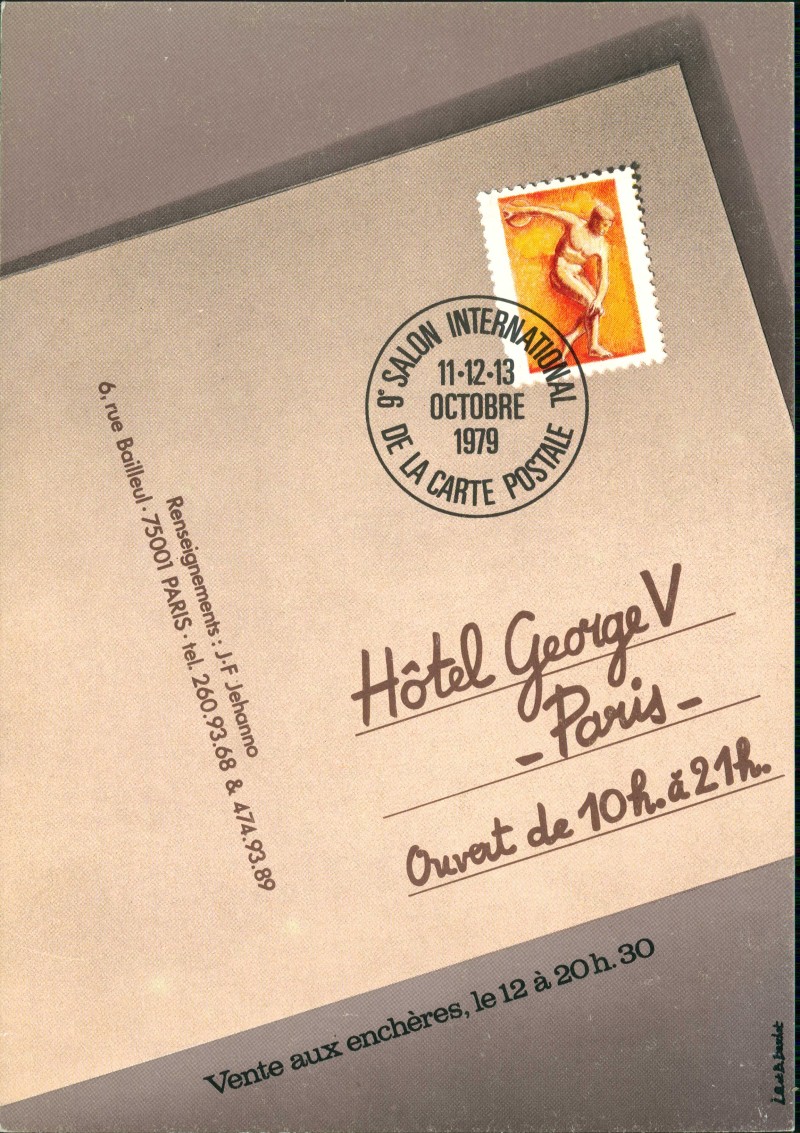 9e SALON INTERNATIONAL
11·12·13
OCTOBRE
1979
DE LA CARTE POSTALE
Renseignements : J-F Jehanno
6, rue Bailleul · 75001 PARIS · tel. 260.93.68 & 474.93.89
Hôtel George V
- Paris -
Ouvert de 10h. à 21h.
Vente aux enchères, le 12 à 20h.30